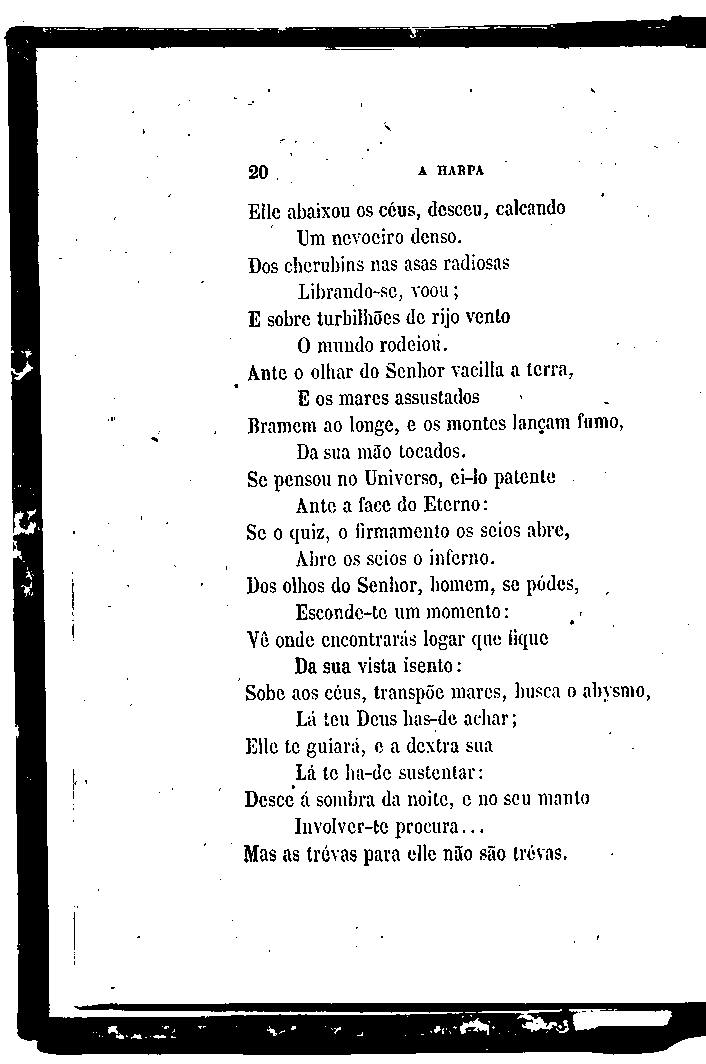 20 A HARPA
Elle abaixou os céus, desceu, calcando
Um nevoeiro denso.
Dos cherubins nas asas radiosas
Librando-se, voou;
E sobre turbilhões de rijo vento
O mundo rodeiou.
Ante o olhar do Senhor vacilla a terra,
E os mares assustados
Bramem ao longe, e os montes lançam fumo,
Da sua mão tocados.
Se pensou no Universo, ei-lo patente
Ante a face do Eterno:
Se o quiz, o firmamento os seios abre,
Abre os seios o inferno.
Dos olhos do Senhor, homem, se pódes,
Esconde-te um momento:
Vê onde encontrarás logar que fique
Da sua vista isento:
Sobe aos céus, transpõe mares, busca o abysmo,
Lá teu Deus has-de achar;
Elle te guiará, e a dextra sua
Lá te ha-de sustentar:
Desce á sombra da noite, e no seu manto
Involver-te procura...
Mas as trévas para elle não são trévas.